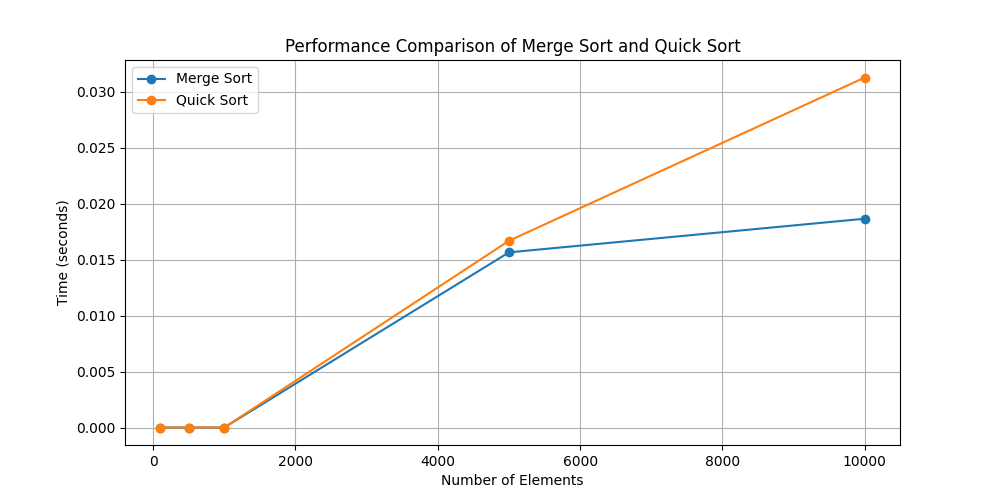 Performance Comparison of Merge Sort and Quick Sort
Merge Sort
Quick Sort
0.030
0.025
0.020
0.015
0.010
0.005
0.000
Time (seconds)
0
2000
4000
6000
8000
10000
Number of Elements